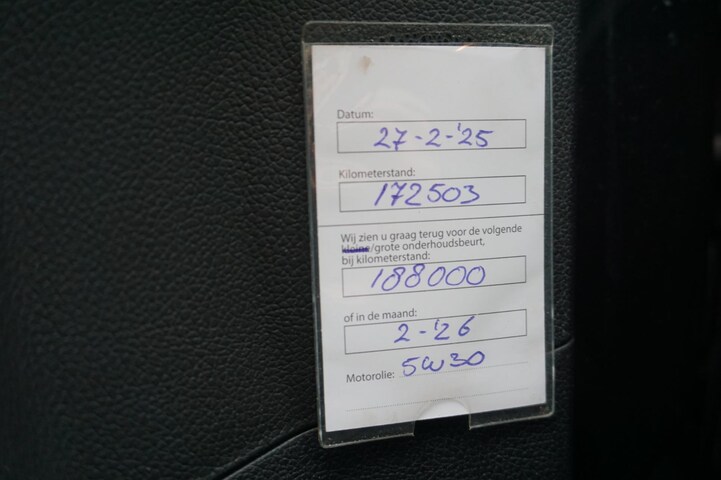 Datum:
27-2-'25
Kilometerstand:
172503
Wij zien u graag terug voor de volgende
kleine/grote onderhoudsbeurt,
bij kilometerstand:
188000
of in de maand:
2-'26
Motorolie: 5W30